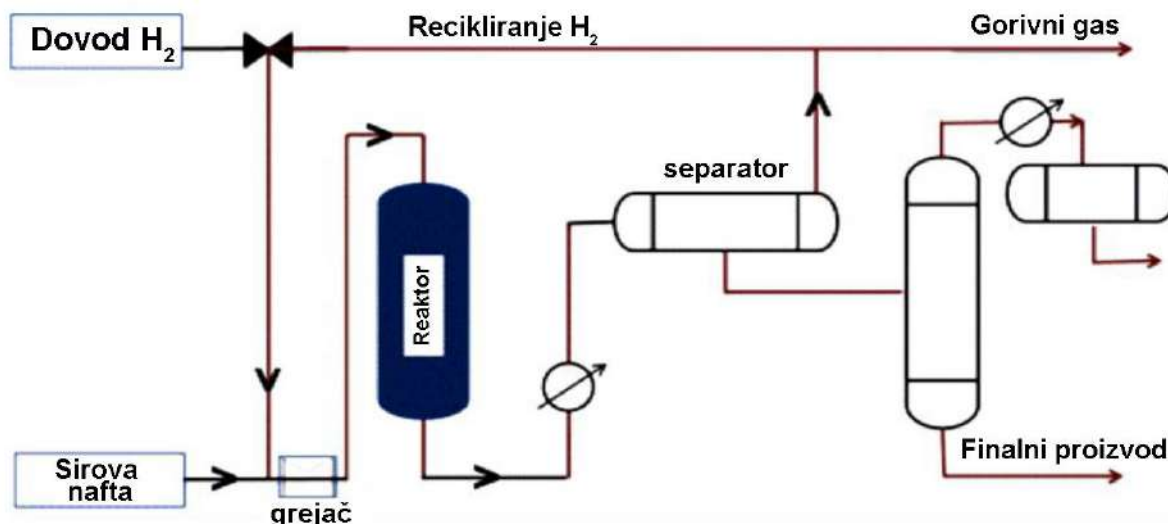 Dovod H₂
Recikliranje H₂
Gorivni gas
separator
Reaktor
Sirova
nafta
grejač
Finalni proizvod